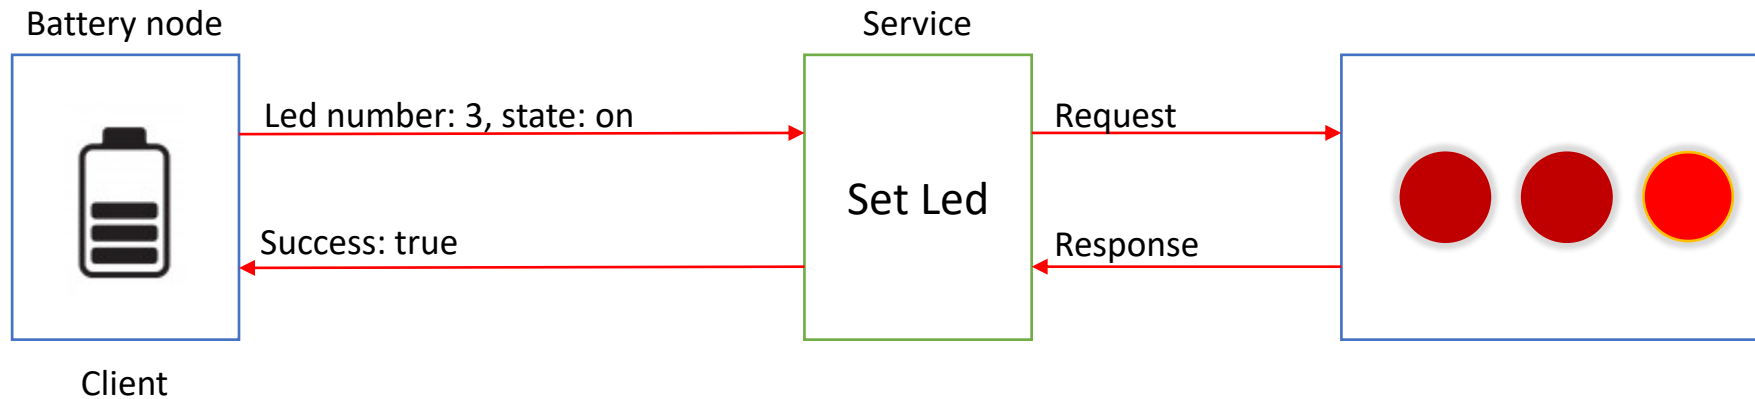 Battery node
Service
Led number: 3, state: on
Request
Set Led
Success: true
Response
Client